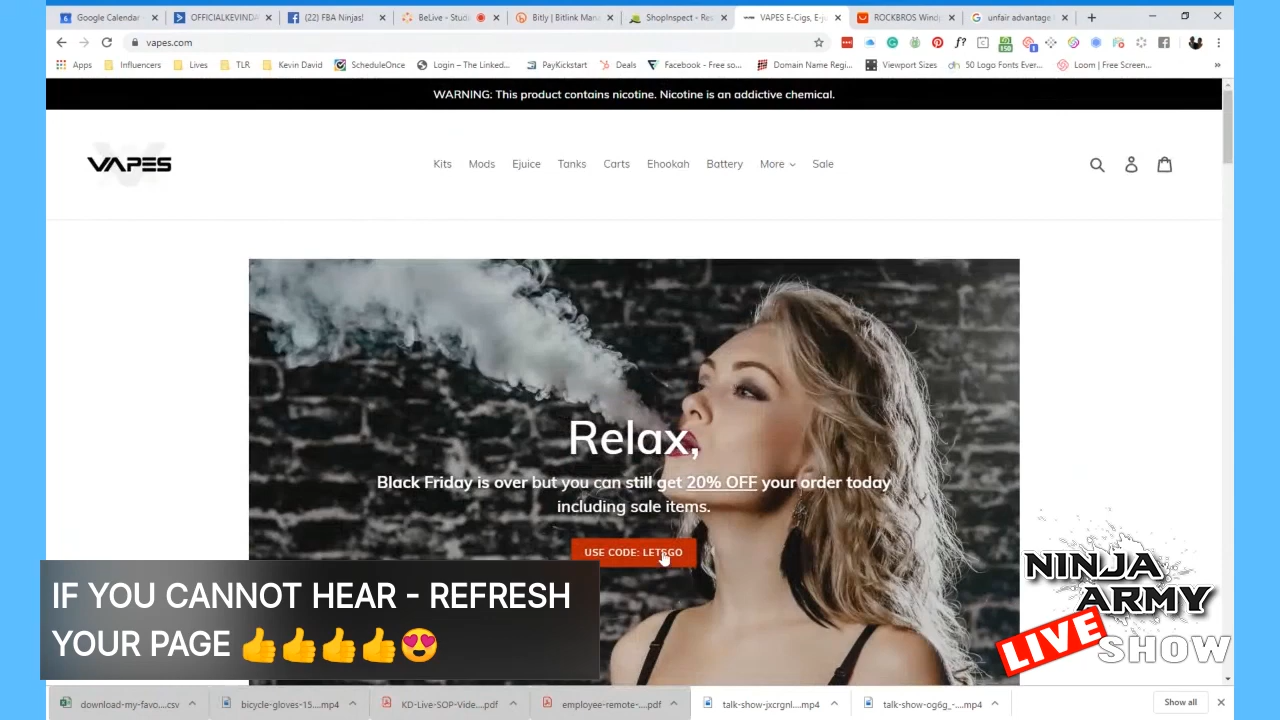 Google Calendar
OFFICIALKEVINDA
(22) FBA Ninjas!
BeLive - Stud
Bitly | Bitlink Man
ShopInspect - Re
VAPES E-Cigs, E-j
ROCKBROS Wind
unfair advantage
vapes.com
Apps
Influencers
Lives
TLR
Kevin David
ScheduleOnce
Login – The Linked...
PayKickstart
Deals
Facebook - Free so...
Domain Name Regi...
Viewport Sizes
50 Logo Fonts Ever...
Loom | Free Screen...
WARNING: This product contains nicotine. Nicotine is an addictive chemical.
VAPES
Kits
Mods
Ejuice
Tanks
Carts
Ehookah
Battery
More
Sale
Relax,
Black Friday is over but you can still get 20% OFF your order today
including sale items.
USE CODE: LETSGO
IF YOU CANNOT HEAR - REFRESH
YOUR PAGE 👍👍👍👍😍
NINJA
ARMY
LIVE SHOW
download-my-favo....csv
bicycle-gloves-15....mp4
KD-Live-SOP-Vide....pdf
employee-remote-....pdf
talk-show-jxcrgnl....mp4
talk-show-og6g_-....mp4
Show all